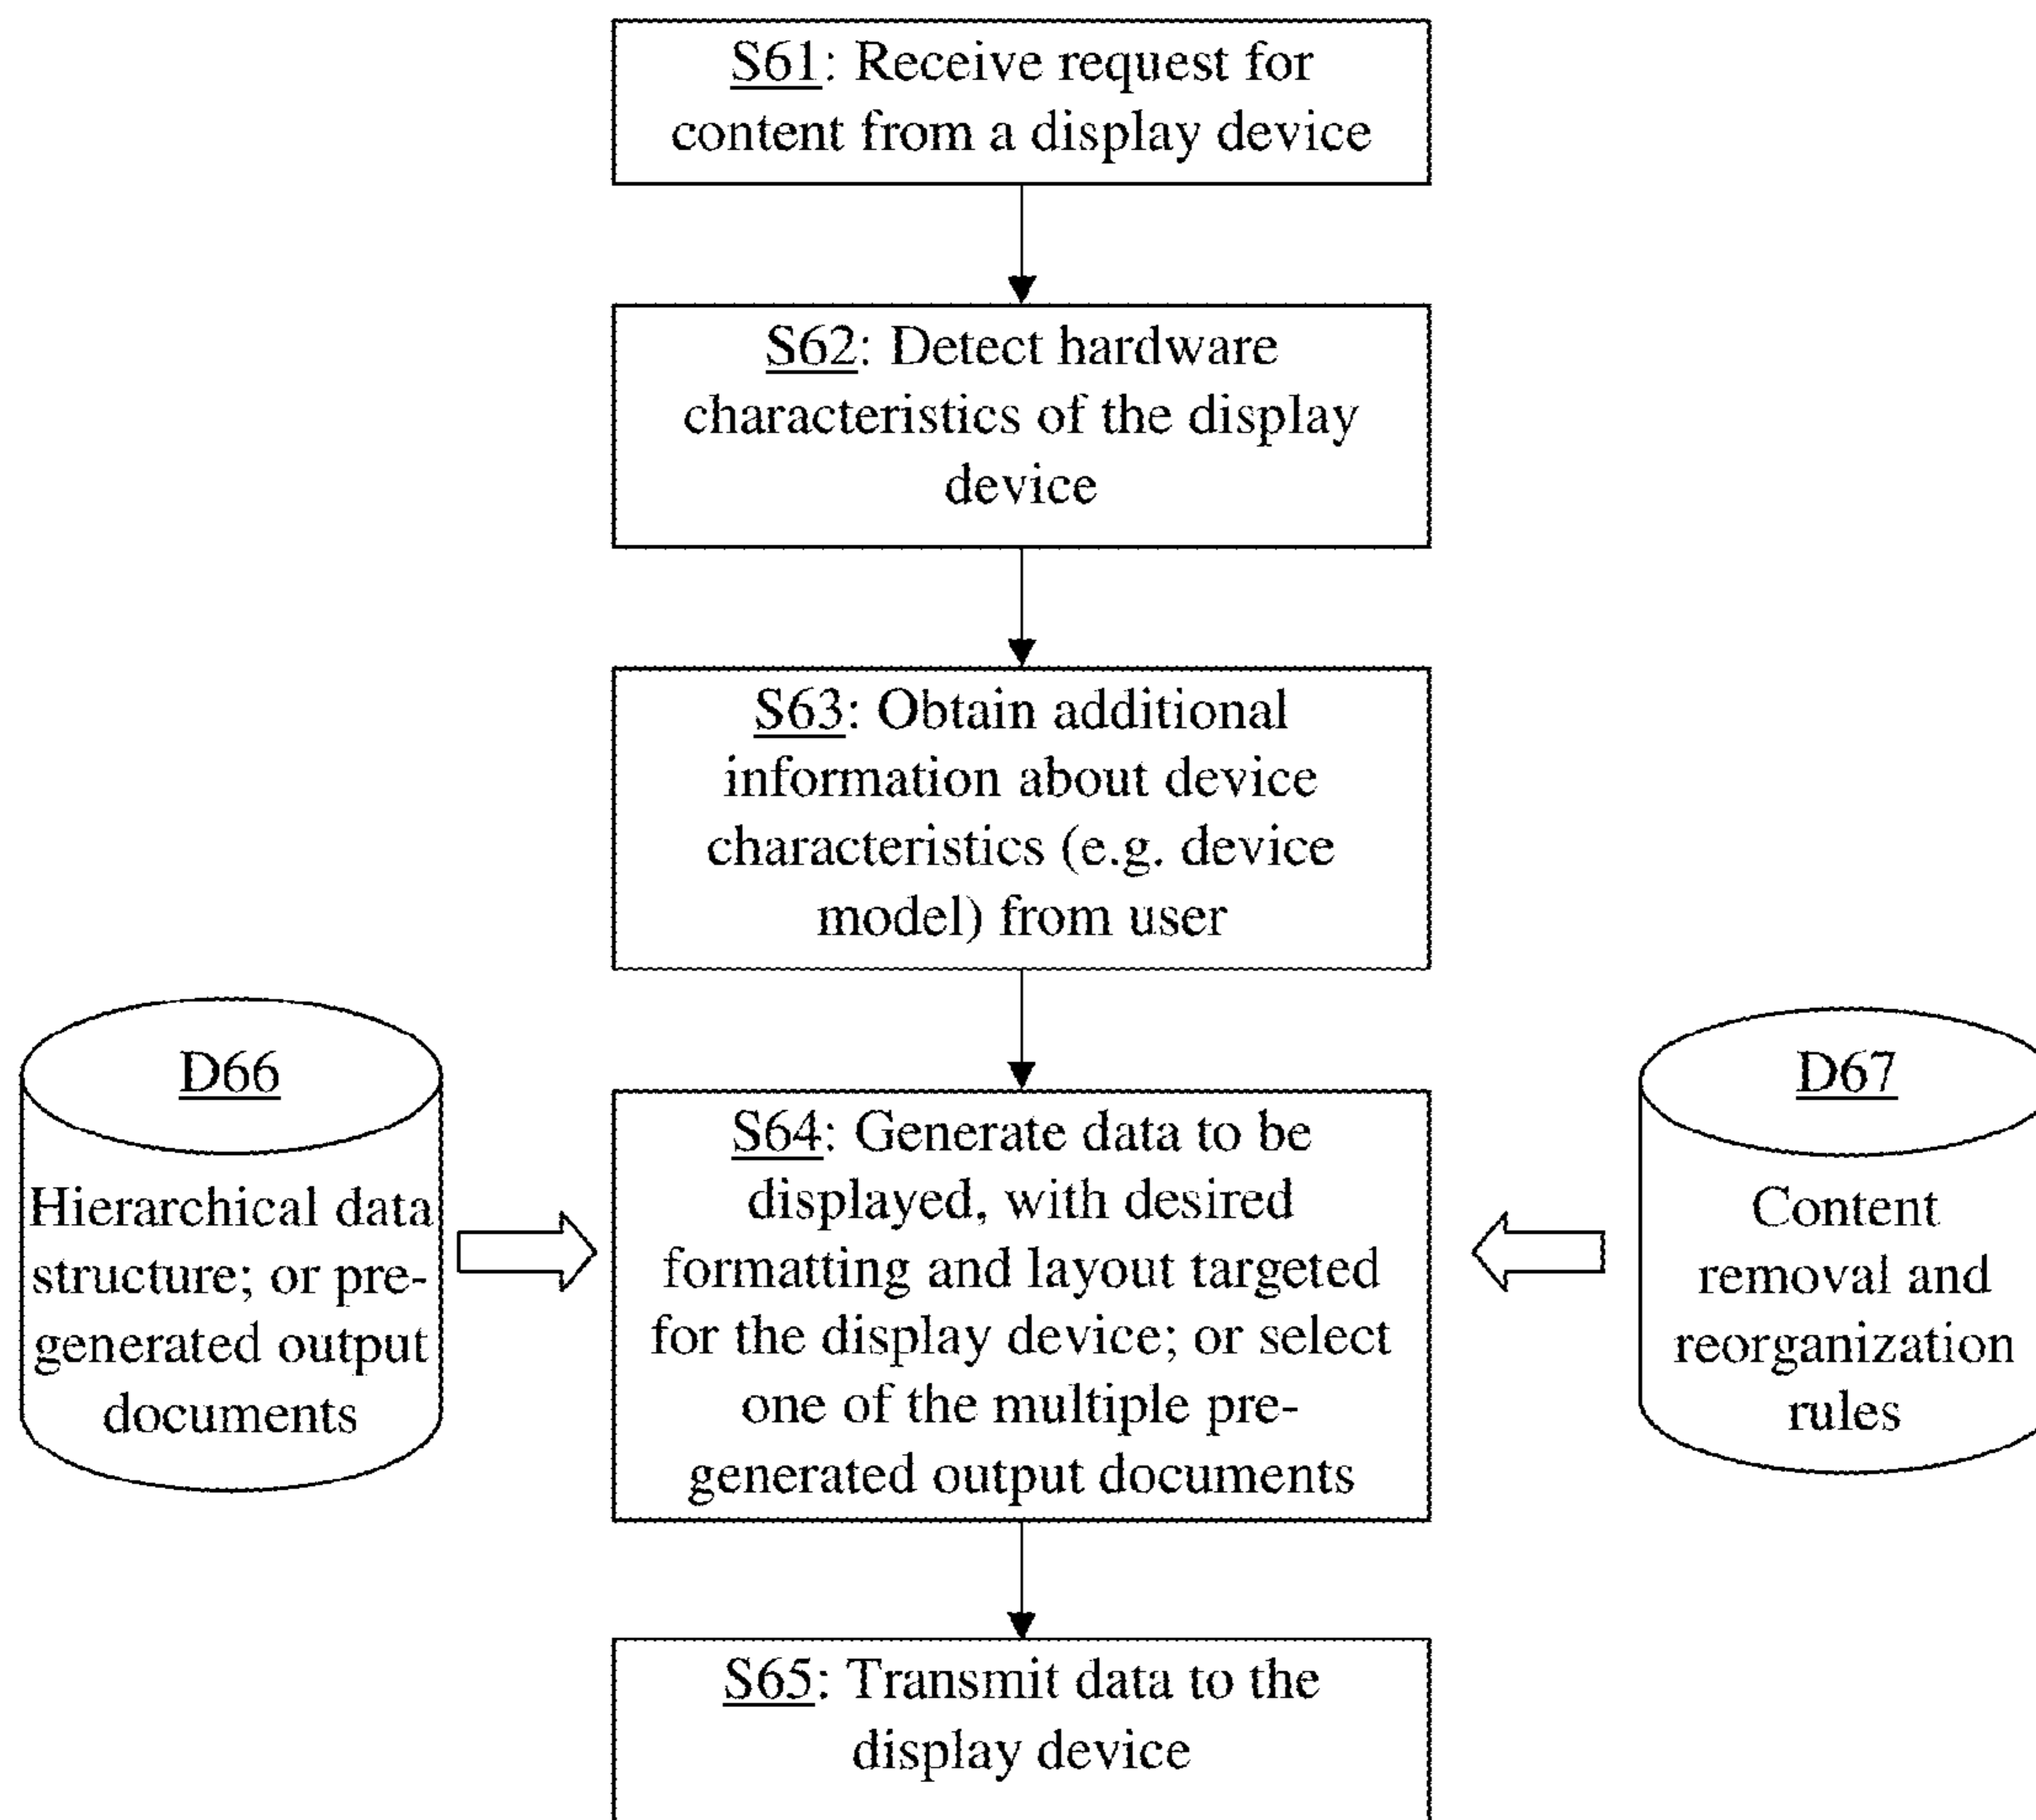 S61: Receive request for
content from a display device
S62: Detect hardware
characteristics of the display
device
S63: Obtain additional
information about device
characteristics (e.g. device
model) from user
D66
Hierarchical data
structure; or pre-
generated output
documents
S64: Generate data to be
displayed, with desired
formatting and layout targeted
for the display device; or select
one of the multiple pre-
generated output documents
D67
Content
removal and
reorganization
rules
S65: Transmit data to the
display device